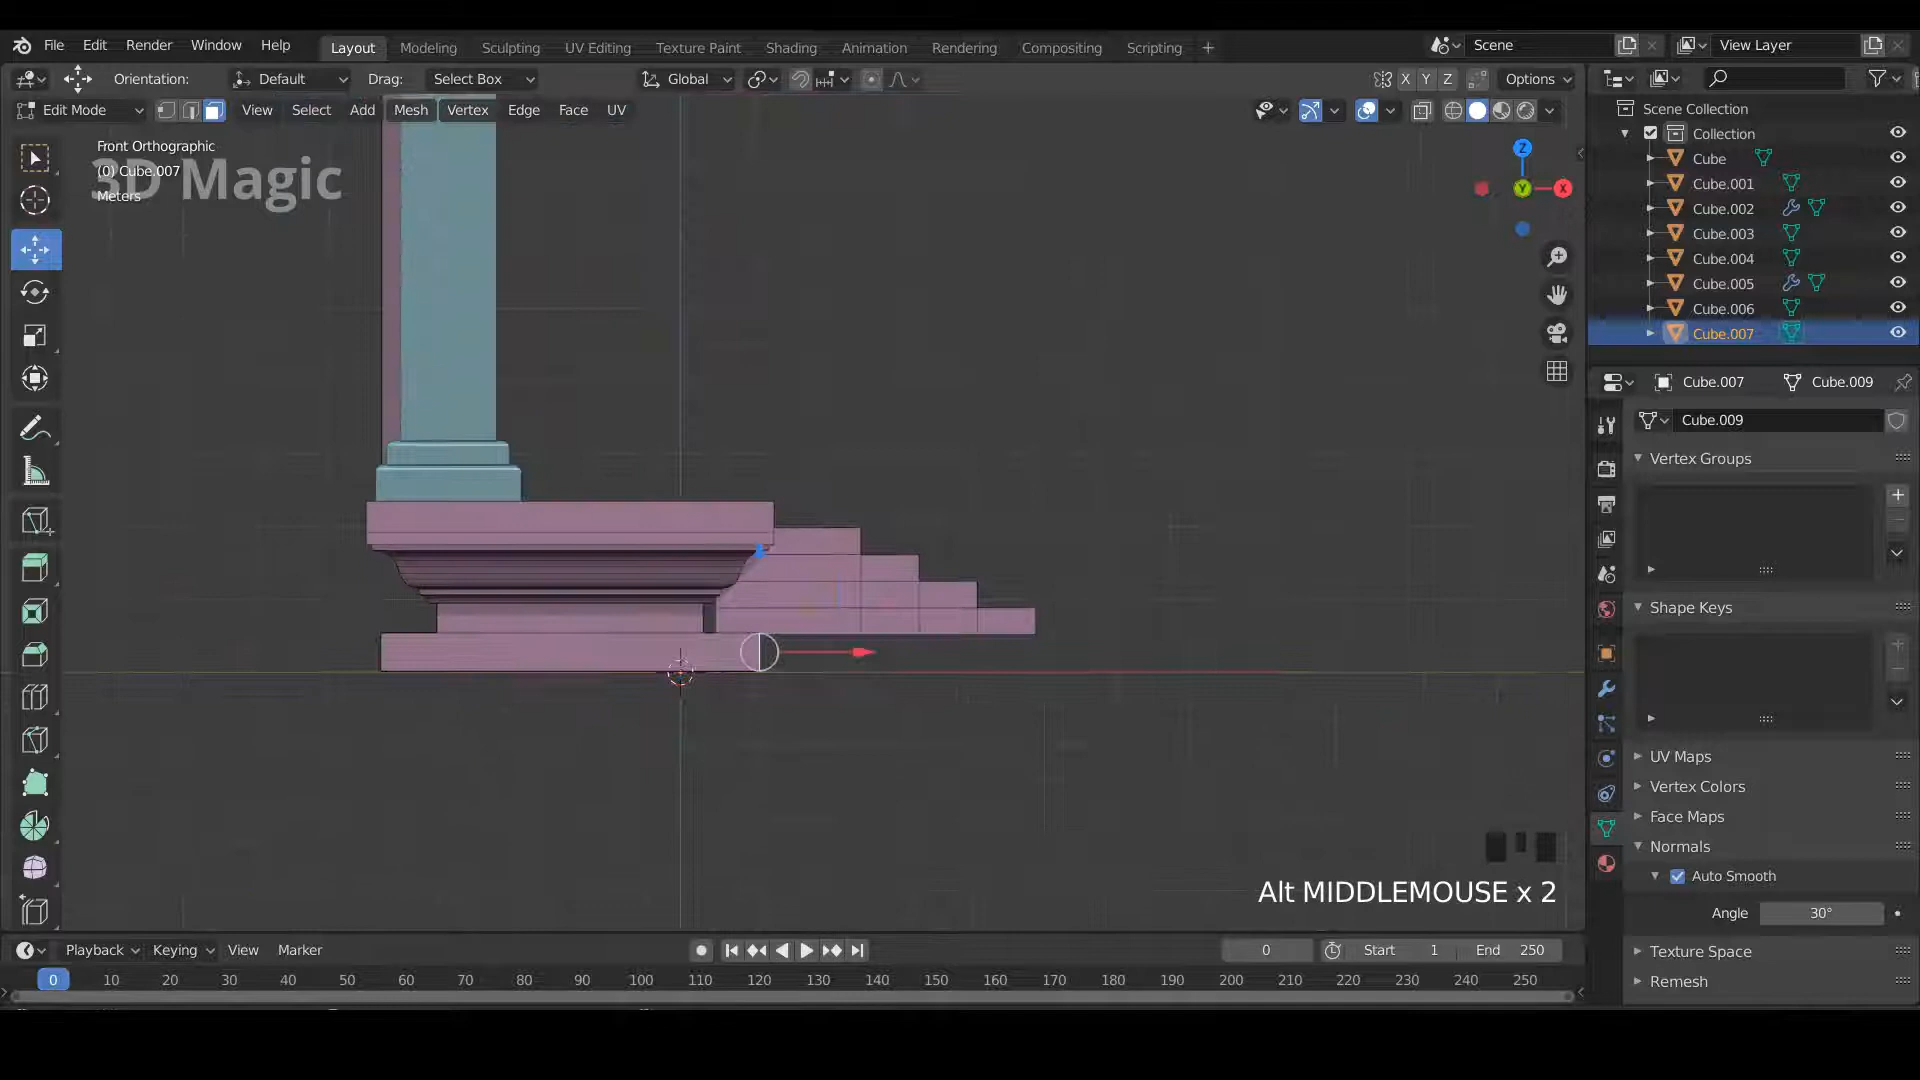 File Edit Render Window Help Layout Modeling Sculpting UV Editing Texture Paint Shading Animation Rendering Compositing Scripting + Scene View Layer
Orientation: Default Drag: Select Box Global X Y Z Options
Edit Mode View Select Add Mesh Vertex Edge Face UV
Front Orthographic
(0) Cube.007
3D Magic
Meters
Z
Y
X
Scene Collection
Collection
Cube
Cube.001
Cube.002
Cube.003
Cube.004
Cube.005
Cube.006
Cube.007
Cube.007 Cube.009
Cube.009
Vertex Groups
Shape Keys
UV Maps
Vertex Colors
Face Maps
Normals
Auto Smooth
Angle 30°
Texture Space
Remesh
Alt MIDDLEMOUSE x 2
Playback Keying View Marker 0 Start 1 End 250
0 10 20 30 40 50 60 70 80 90 100 110 120 130 140 150 160 170 180 190 200 210 220 230 240 250